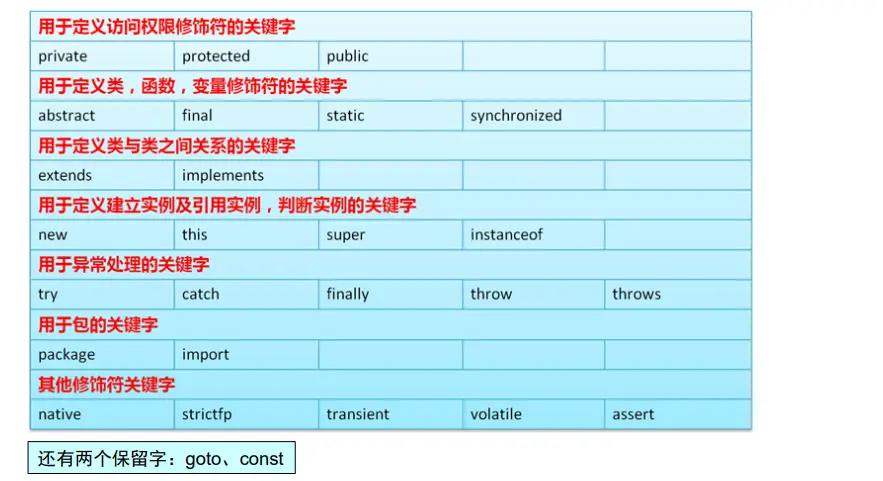 用于定义访问权限修饰符的关键字
private protected public
用于定义类，函数，变量修饰符的关键字
abstract final static synchronized
用于定义类与类之间关系的关键字
extends implements
用于定义建立实例及引用实例，判断实例的关键字
new this super instanceof
用于异常处理的关键字
try catch finally throw throws
用于包的关键字
package import
其他修饰符关键字
native strictfp transient volatile assert
还有两个保留字：goto、const